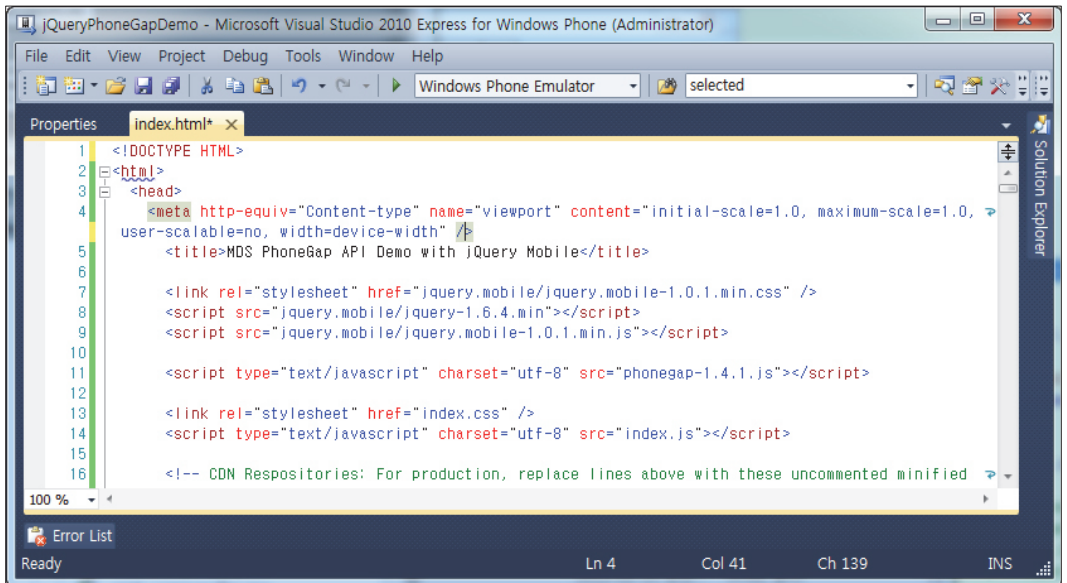 jQueryPhoneGapDemo - Microsoft Visual Studio 2010 Express for Windows Phone (Administrator)
File Edit View Project Debug Tools Window Help
Windows Phone Emulator selected
Properties index.html*
Solution Explorer
1 <!DOCTYPE HTML>
2 <html>
3 <head>
4 <meta http-equiv="Content-type" name="viewport" content="initial-scale=1.0, maximum-scale=1.0,
user-scalable=no, width=device-width" />
5 <title>MDS PhoneGap API Demo with jQuery Mobile</title>
6
7 <link rel="stylesheet" href="jquery.mobile/jquery.mobile-1.0.1.min.css" />
8 <script src="jquery.mobile/jquery-1.6.4.min"></script>
9 <script src="jquery.mobile/jquery.mobile-1.0.1.min.js"></script>
10
11 <script type="text/javascript" charset="utf-8" src="phonegap-1.4.1.js"></script>
12
13 <link rel="stylesheet" href="index.css" />
14 <script type="text/javascript" charset="utf-8" src="index.js"></script>
15
16 <!-- CDN Respositories: For production, replace lines above with these uncommented minified
100 %
Error List
Ready Ln 4 Col 41 Ch 139 INS